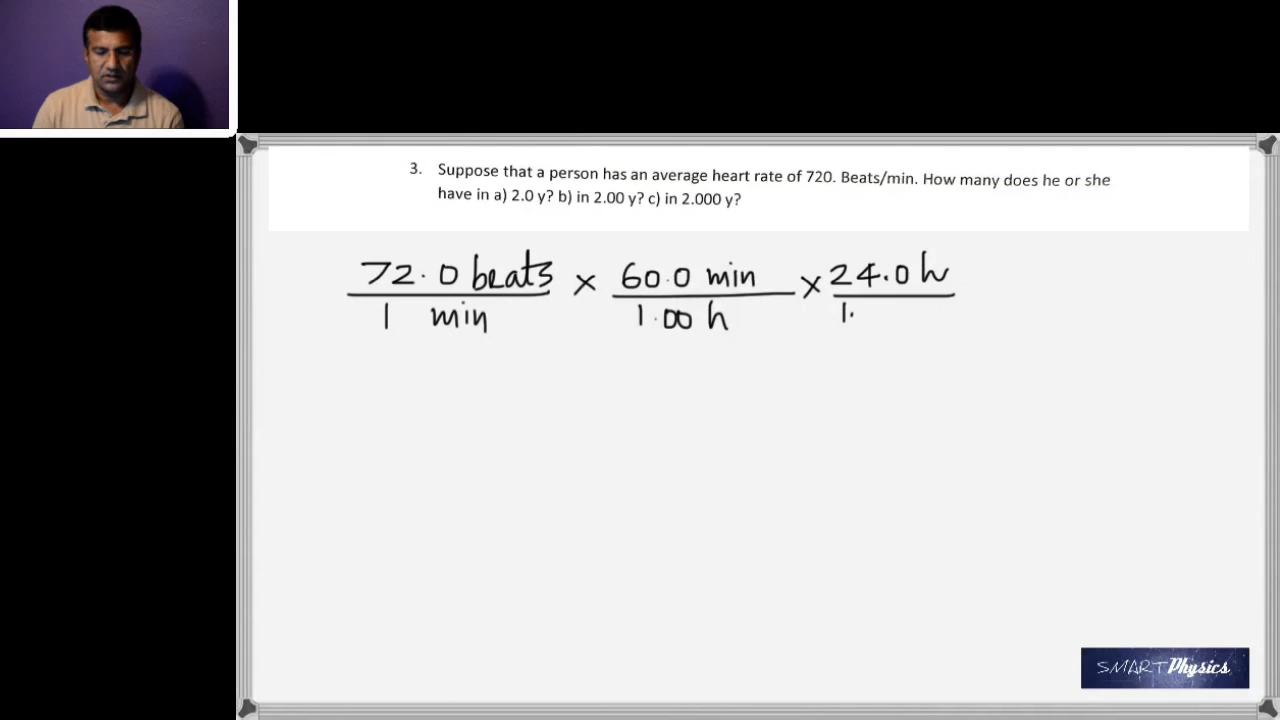 3. Suppose that a person has an average heart rate of 720. Beats/min. How many does he or she
have in a) 2.0 y? b) in 2.00 y? c) in 2.000 y?
72.0 beats × 60.0 min × 24.0 h
1 min 1.00 h 1.
SMART Physics